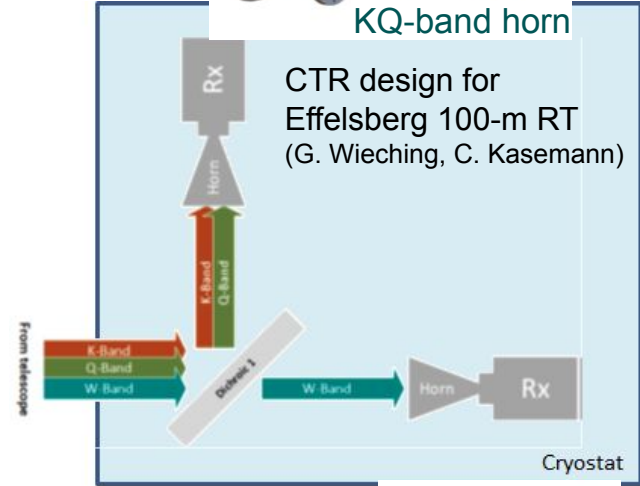 KQ-band horn
CTR design for
Effelsberg 100-m RT
(G. Wieching, C. Kasemann)
Rx
Horn
K-Band
Q-Band
From telescope
K-Band
Q-Band
W-Band
Dichroic 1
W-Band
Horn
Rx
Cryostat